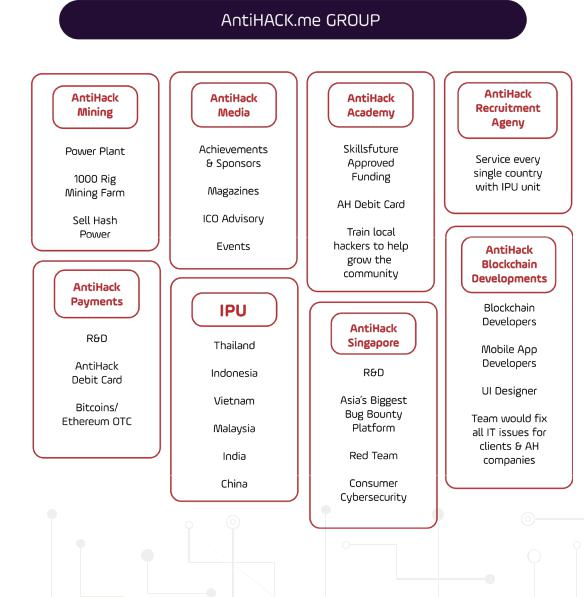 AntiHACK.me GROUP
AntiHack
Mining
Power Plant
1000 Rig
Mining Farm
Sell Hash
Power
AntiHack
Payments
R&D
AntiHack
Debit Card
Bitcoins/
Ethereum OTC
AntiHack
Media
Achievements
& Sponsors
Magazines
ICO Advisory
Events
IPU
Thailand
Indonesia
Vietnam
Malaysia
India
China
AntiHack
Academy
Skillsfuture
Approved
Funding
AH Debit Card
Train local
hackers to help
grow the
community
AntiHack
Singapore
R&D
Asia's Biggest
Bug Bounty
Platform
Red Team
Consumer
Cybersecurity
AntiHack
Recruitment
Ageny
Service every
single country
with IPU unit
AntiHack
Blockchain
Developments
Blockchain
Developers
Mobile App
Developers
UI Designer
Team would fix
all IT issues for
clients & AH
companies